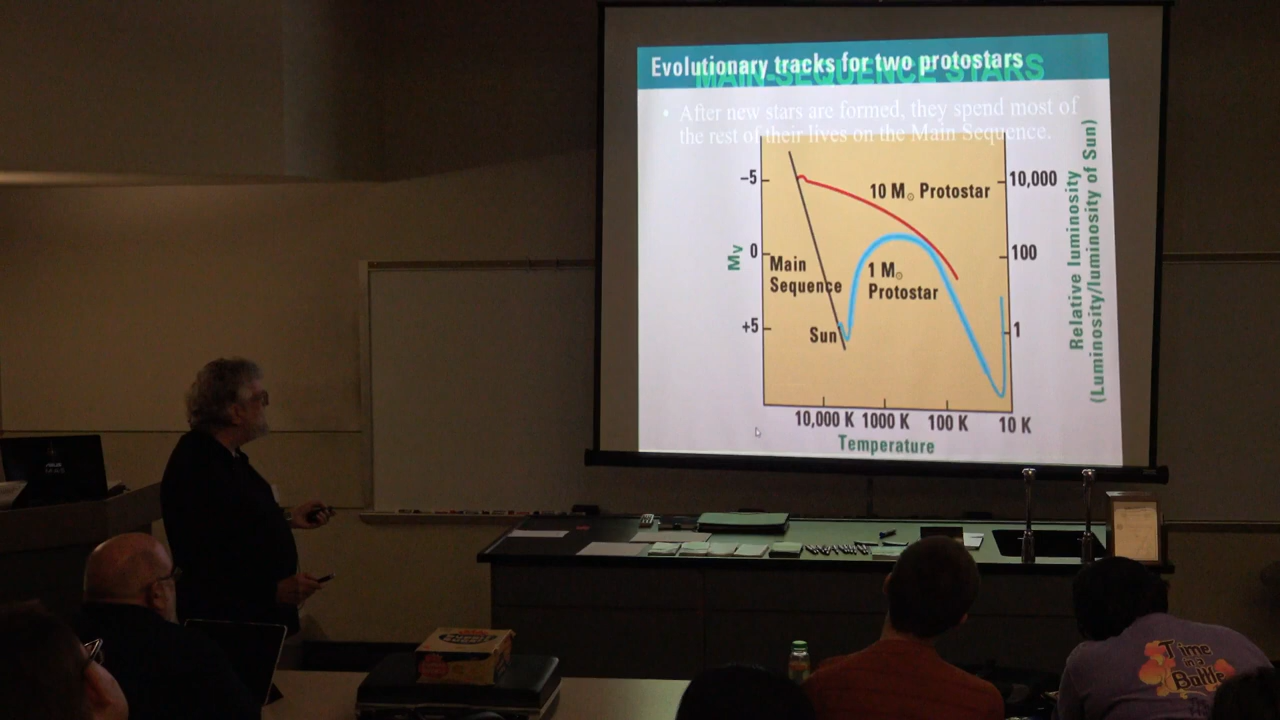 Evolutionary tracks for two protostars
MAIN-SEQUENCE STARS
• After new stars are formed, they spend most of
the rest of their lives on the Main Sequence.
−5
10 M☉ Protostar
10,000
Mv
0
100
Main
Sequence
1 M☉
Protostar
+5
Sun
1
Relative luminosity
(Luminosity/luminosity of Sun)
10,000 K 1000 K 100 K 10 K
Temperature
Time
in a
Bottle